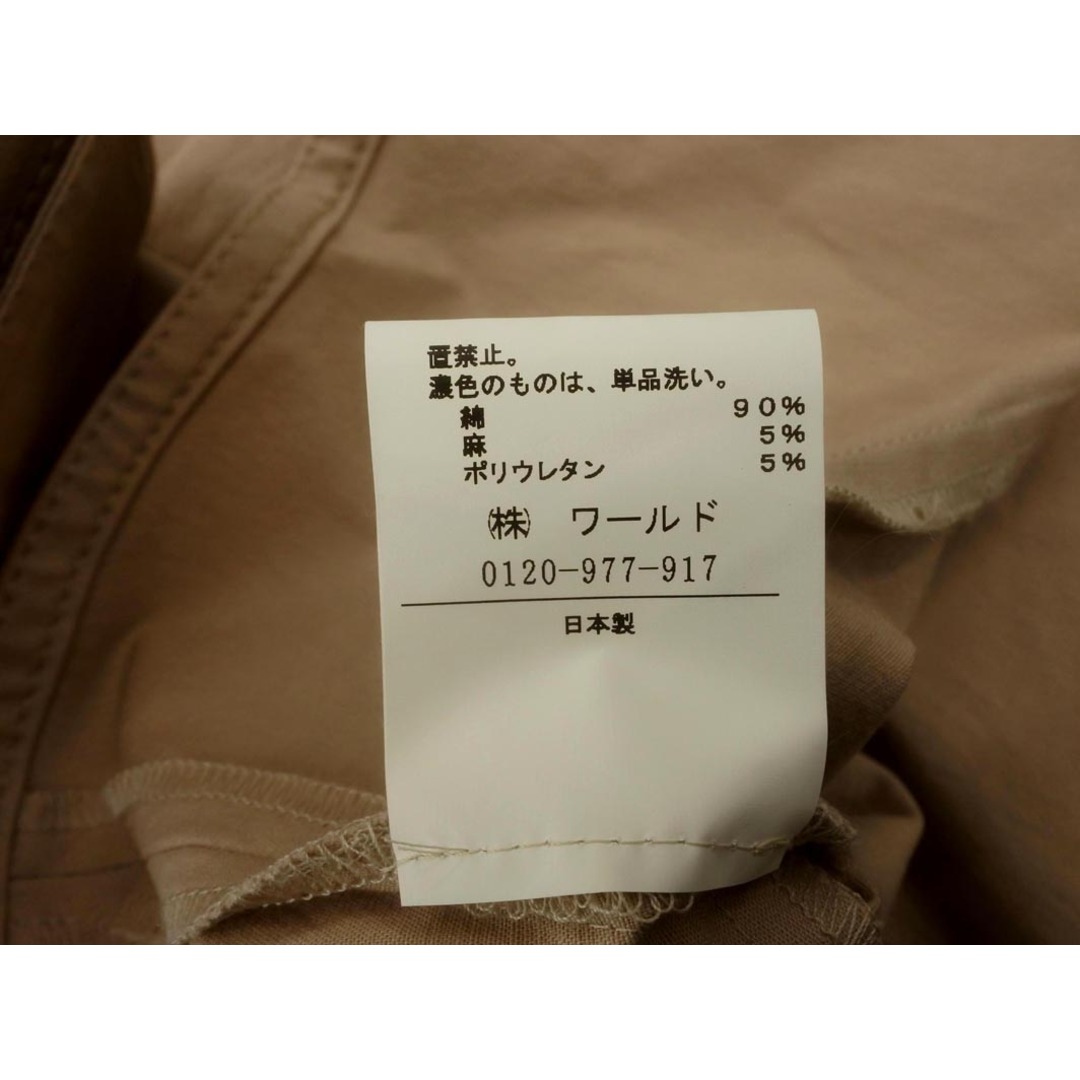 置禁止。
濃色のものは、単品洗い。
綿 90%
麻 5%
ポリウレタン 5%
㈱ ワールド
0120-977-917
日本製